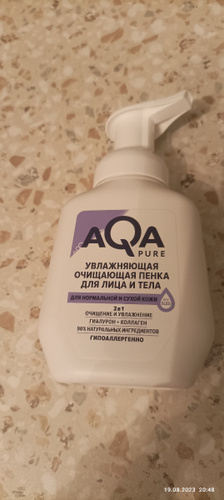 AQA
PURE
УВЛАЖНЯЮЩАЯ
ОЧИЩАЮЩАЯ ПЕНКА
ДЛЯ ЛИЦА И ТЕЛА
ДЛЯ НОРМАЛЬНОЙ И СУХОЙ КОЖИ
2в1
ОЧИЩЕНИЕ И УВЛАЖНЕНИЕ
ГИАЛУРОН + КОЛЛАГЕН
98% НАТУРАЛЬНЫХ ИНГРЕДИЕНТОВ
ГИПОАЛЛЕРГЕННО
19.08.2023 20:48